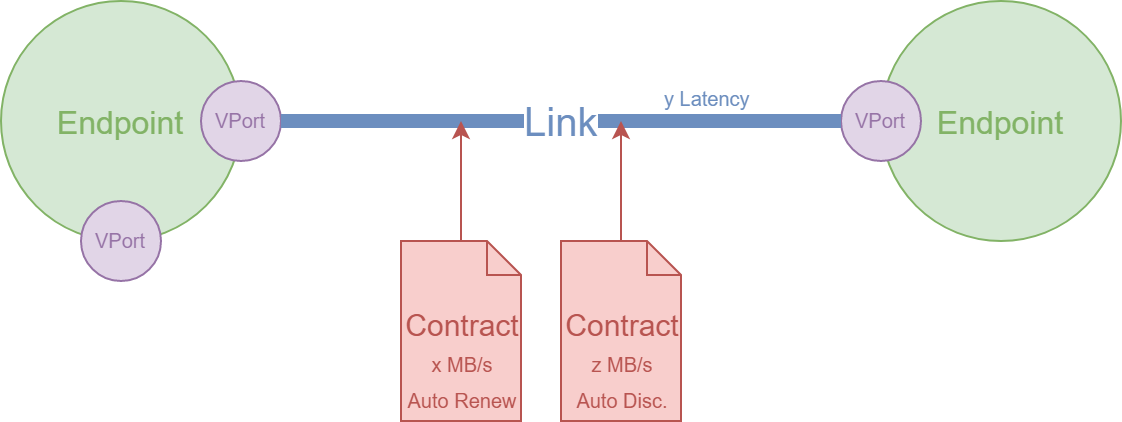 y Latency
Endpoint
VPort
Link
VPort
Endpoint
VPort
Contract
x MB/s
Auto Renew
Contract
z MB/s
Auto Disc.